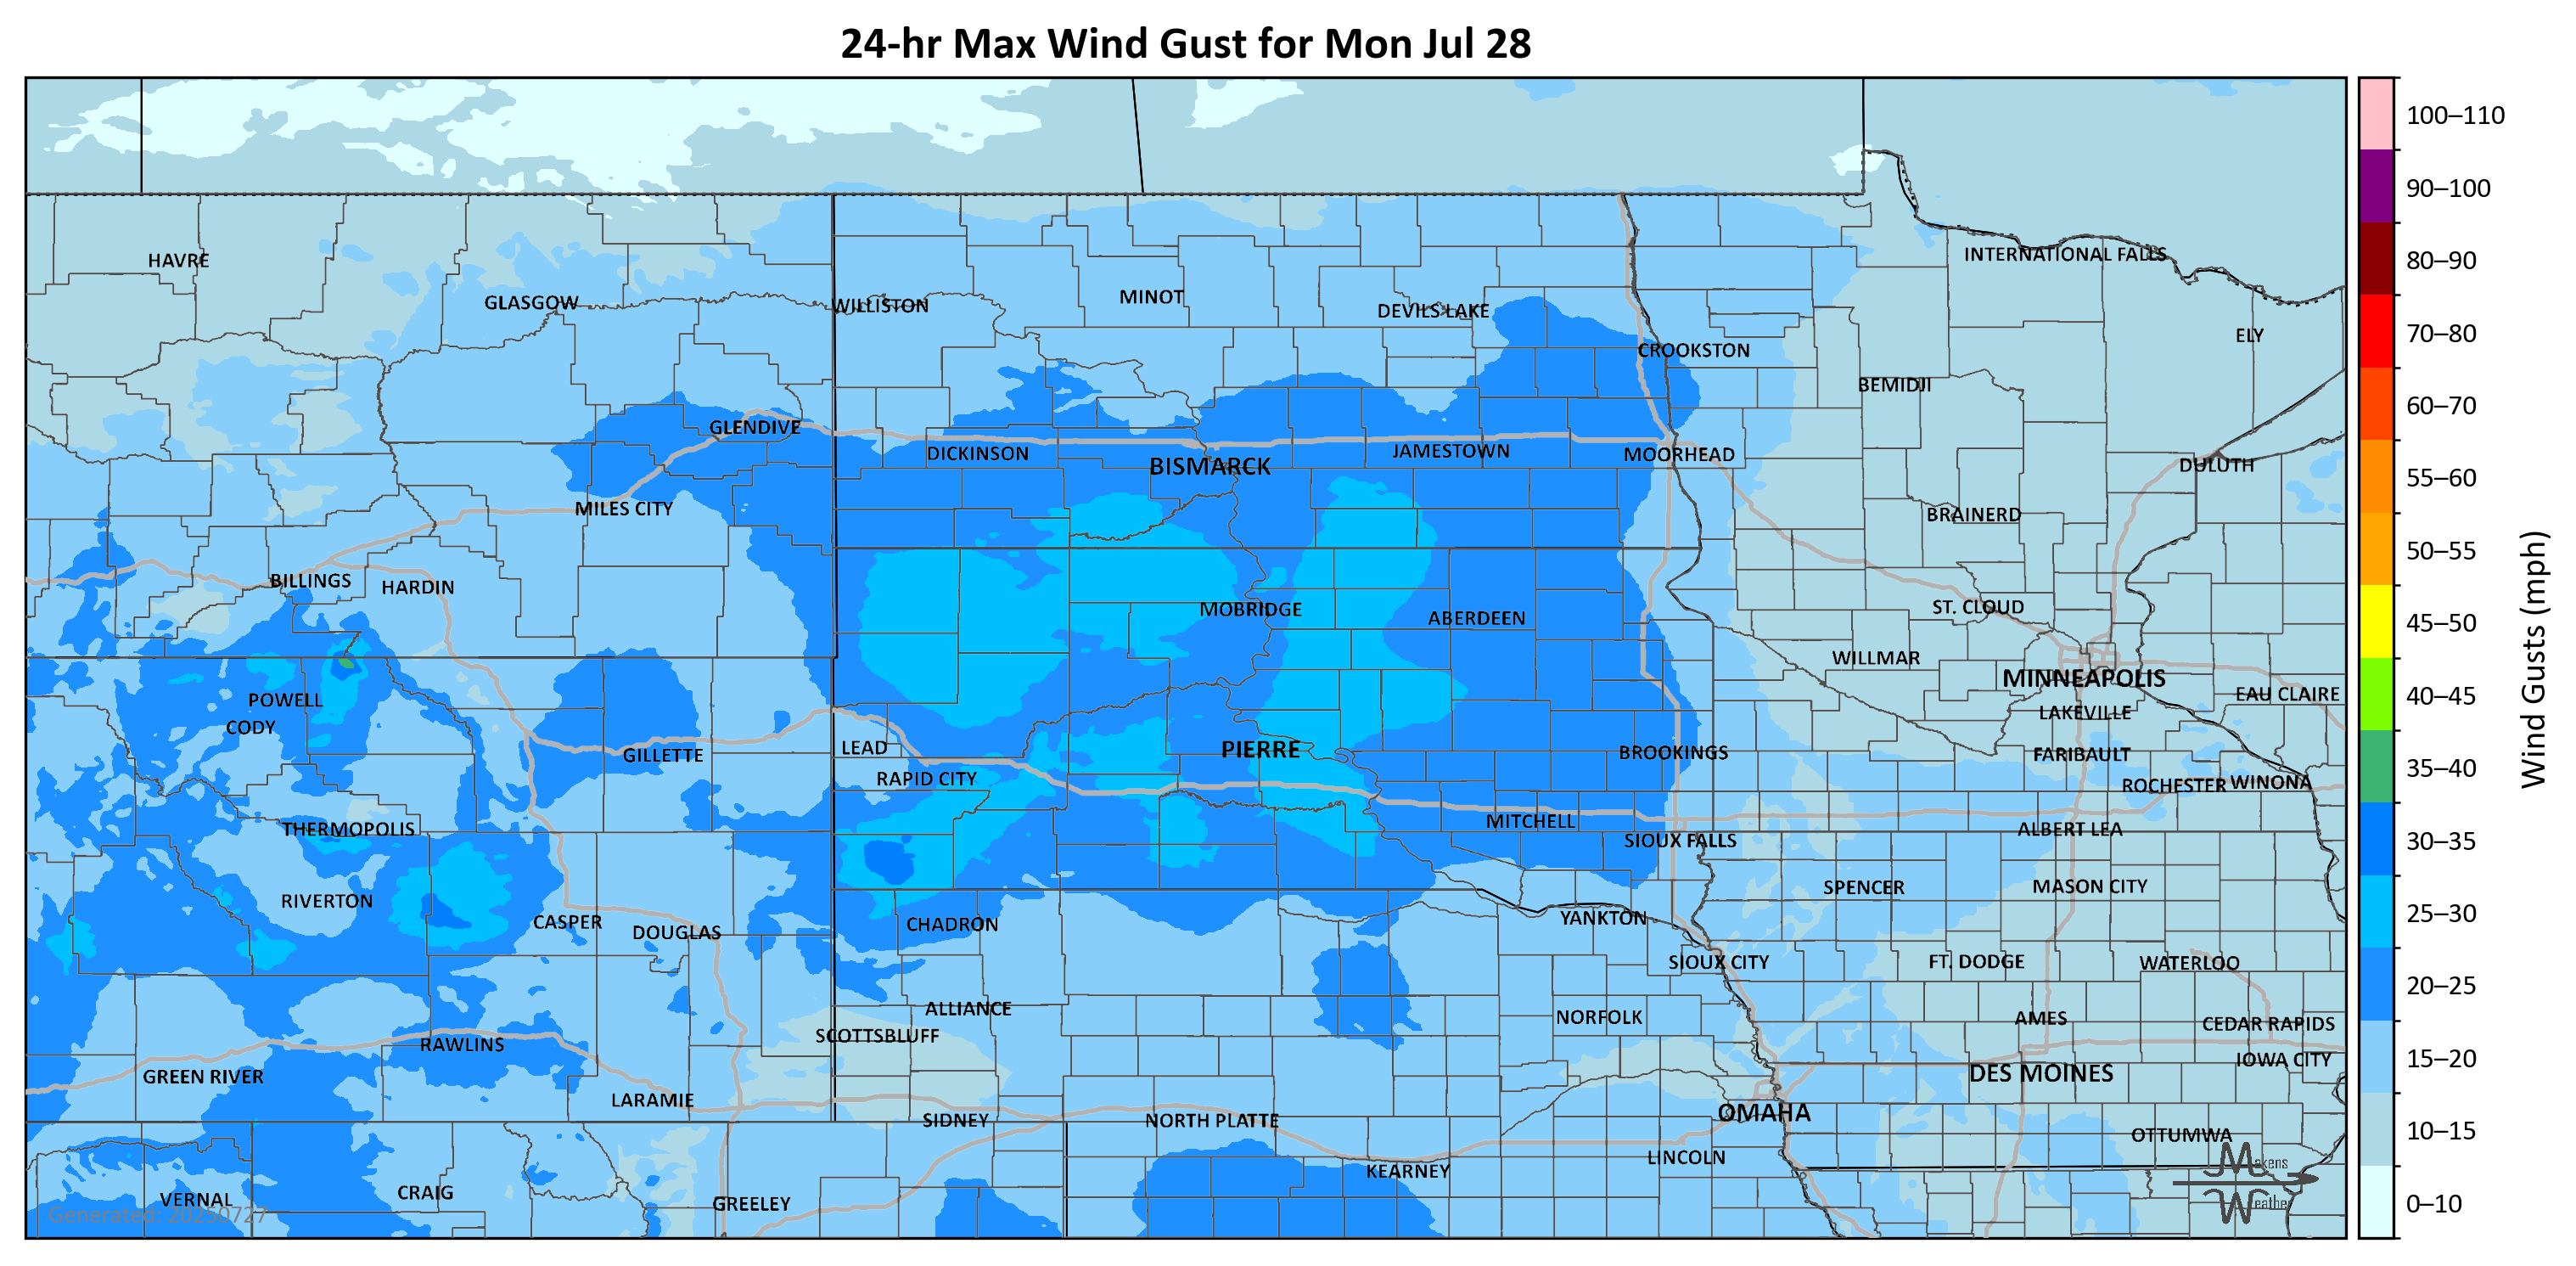 24-hr Max Wind Gust for Mon Jul 28
100–110
90–100
80–90
70–80
60–70
55–60
50–55
45–50
40–45
35–40
30–35
25–30
20–25
15–20
10–15
0–10
Wind Gusts (mph)
HAVRE
INTERNATIONAL FALLS
GLASGOW
WILLISTON
MINOT
DEVILS LAKE
ELY
CROOKSTON
BEMIDJI
GLENDIVE
DICKINSON
BISMARCK
JAMESTOWN
MOORHEAD
DULUTH
MILES CITY
BRAINERD
BILLINGS
HARDIN
MOBRIDGE
ABERDEEN
ST. CLOUD
WILLMAR
MINNEAPOLIS
EAU CLAIRE
POWELL
CODY
LAKEVILLE
GILLETTE
LEAD
PIERRE
BROOKINGS
FARIBAULT
RAPID CITY
ROCHESTER
WINONA
THERMOPOLIS
MITCHELL
SIOUX FALLS
ALBERT LEA
RIVERTON
SPENCER
MASON CITY
CASPER
DOUGLAS
CHADRON
YANKTON
SIOUX CITY
FT. DODGE
WATERLOO
ALLIANCE
SCOTTSBLUFF
NORFOLK
AMES
CEDAR RAPIDS
RAWLINS
IOWA CITY
GREEN RIVER
DES MOINES
LARAMIE
SIDNEY
NORTH PLATTE
OMAHA
OTTUMWA
KEARNEY
LINCOLN
VERNAL
CRAIG
GREELEY
Generated: 20250727
Makens
Weather